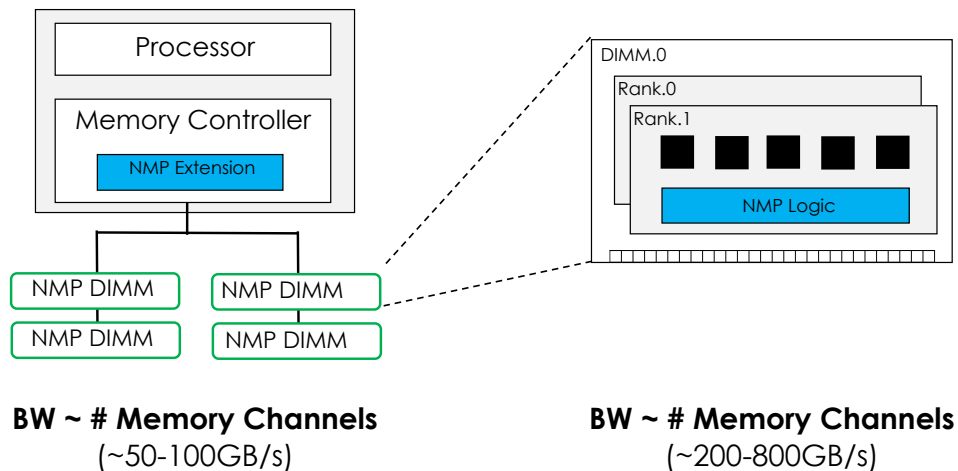 Processor
Memory Controller
NMP Extension
NMP DIMM
NMP DIMM
NMP DIMM
NMP DIMM
DIMM.0
Rank.0
Rank.1
NMP Logic
BW ~ # Memory Channels
(~50-100GB/s)
BW ~ # Memory Channels
(~200-800GB/s)